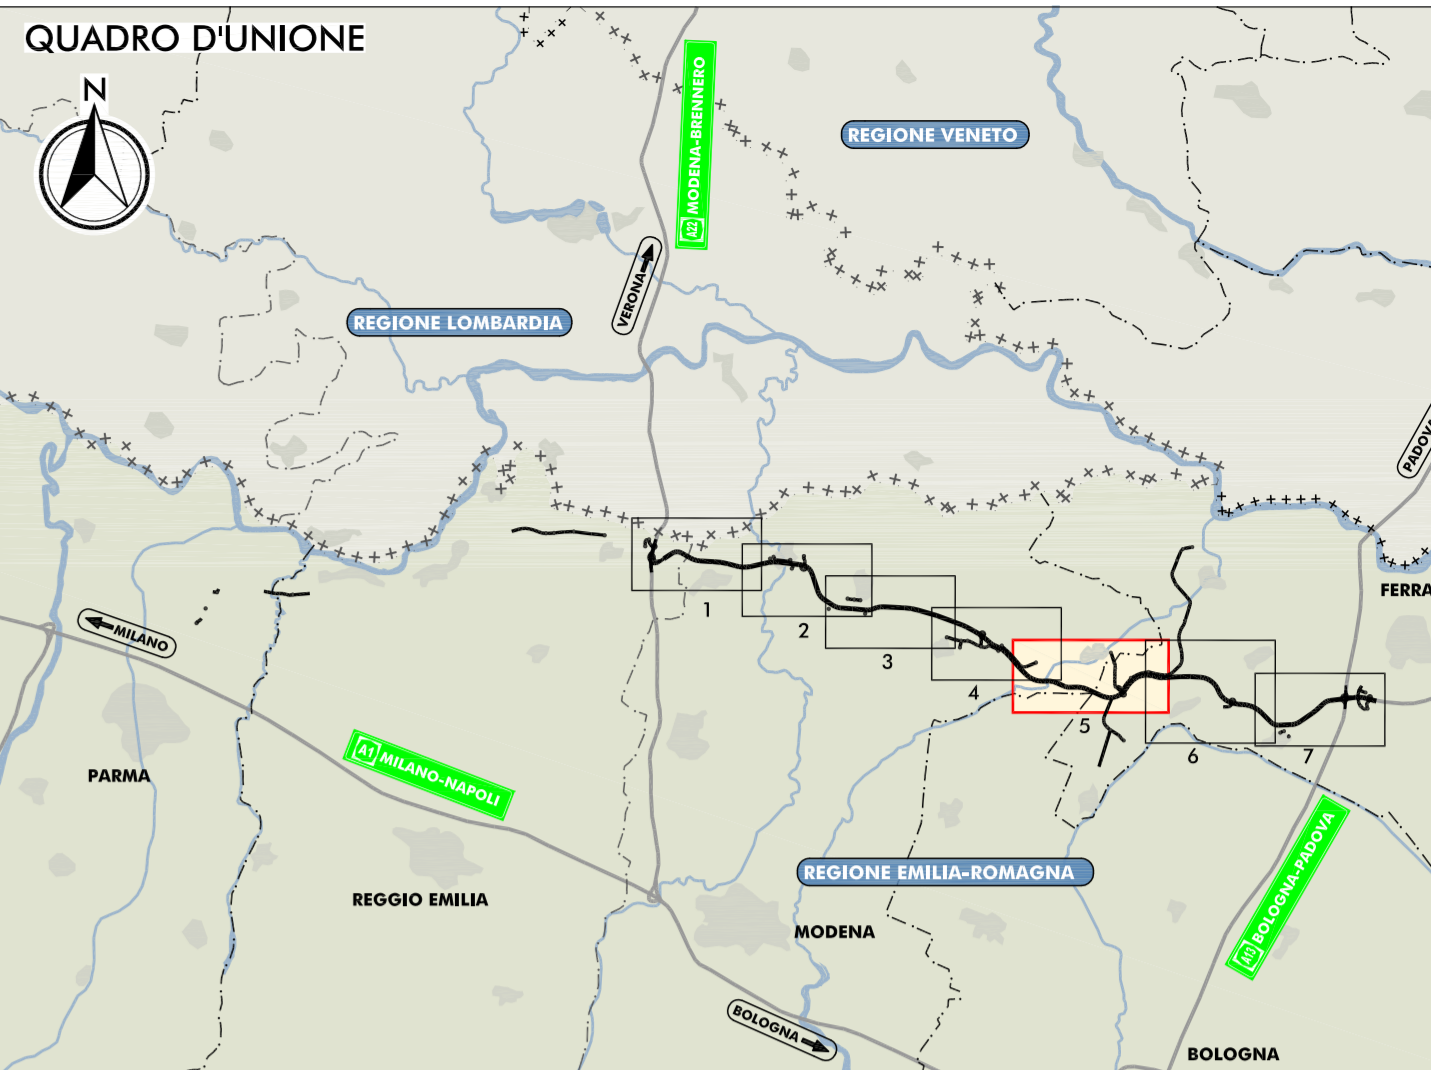 QUADRO D'UNIONE
N
A22 MODENA-BRENNERO
REGIONE VENETO
VERONA
REGIONE LOMBARDIA
PADOVA
1
2
3
4
5
6
7
FERRA
MILANO
A1 MILANO-NAPOLI
PARMA
REGGIO EMILIA
REGIONE EMILIA-ROMAGNA
MODENA
A13 BOLOGNA-PADOVA
BOLOGNA
BOLOGNA